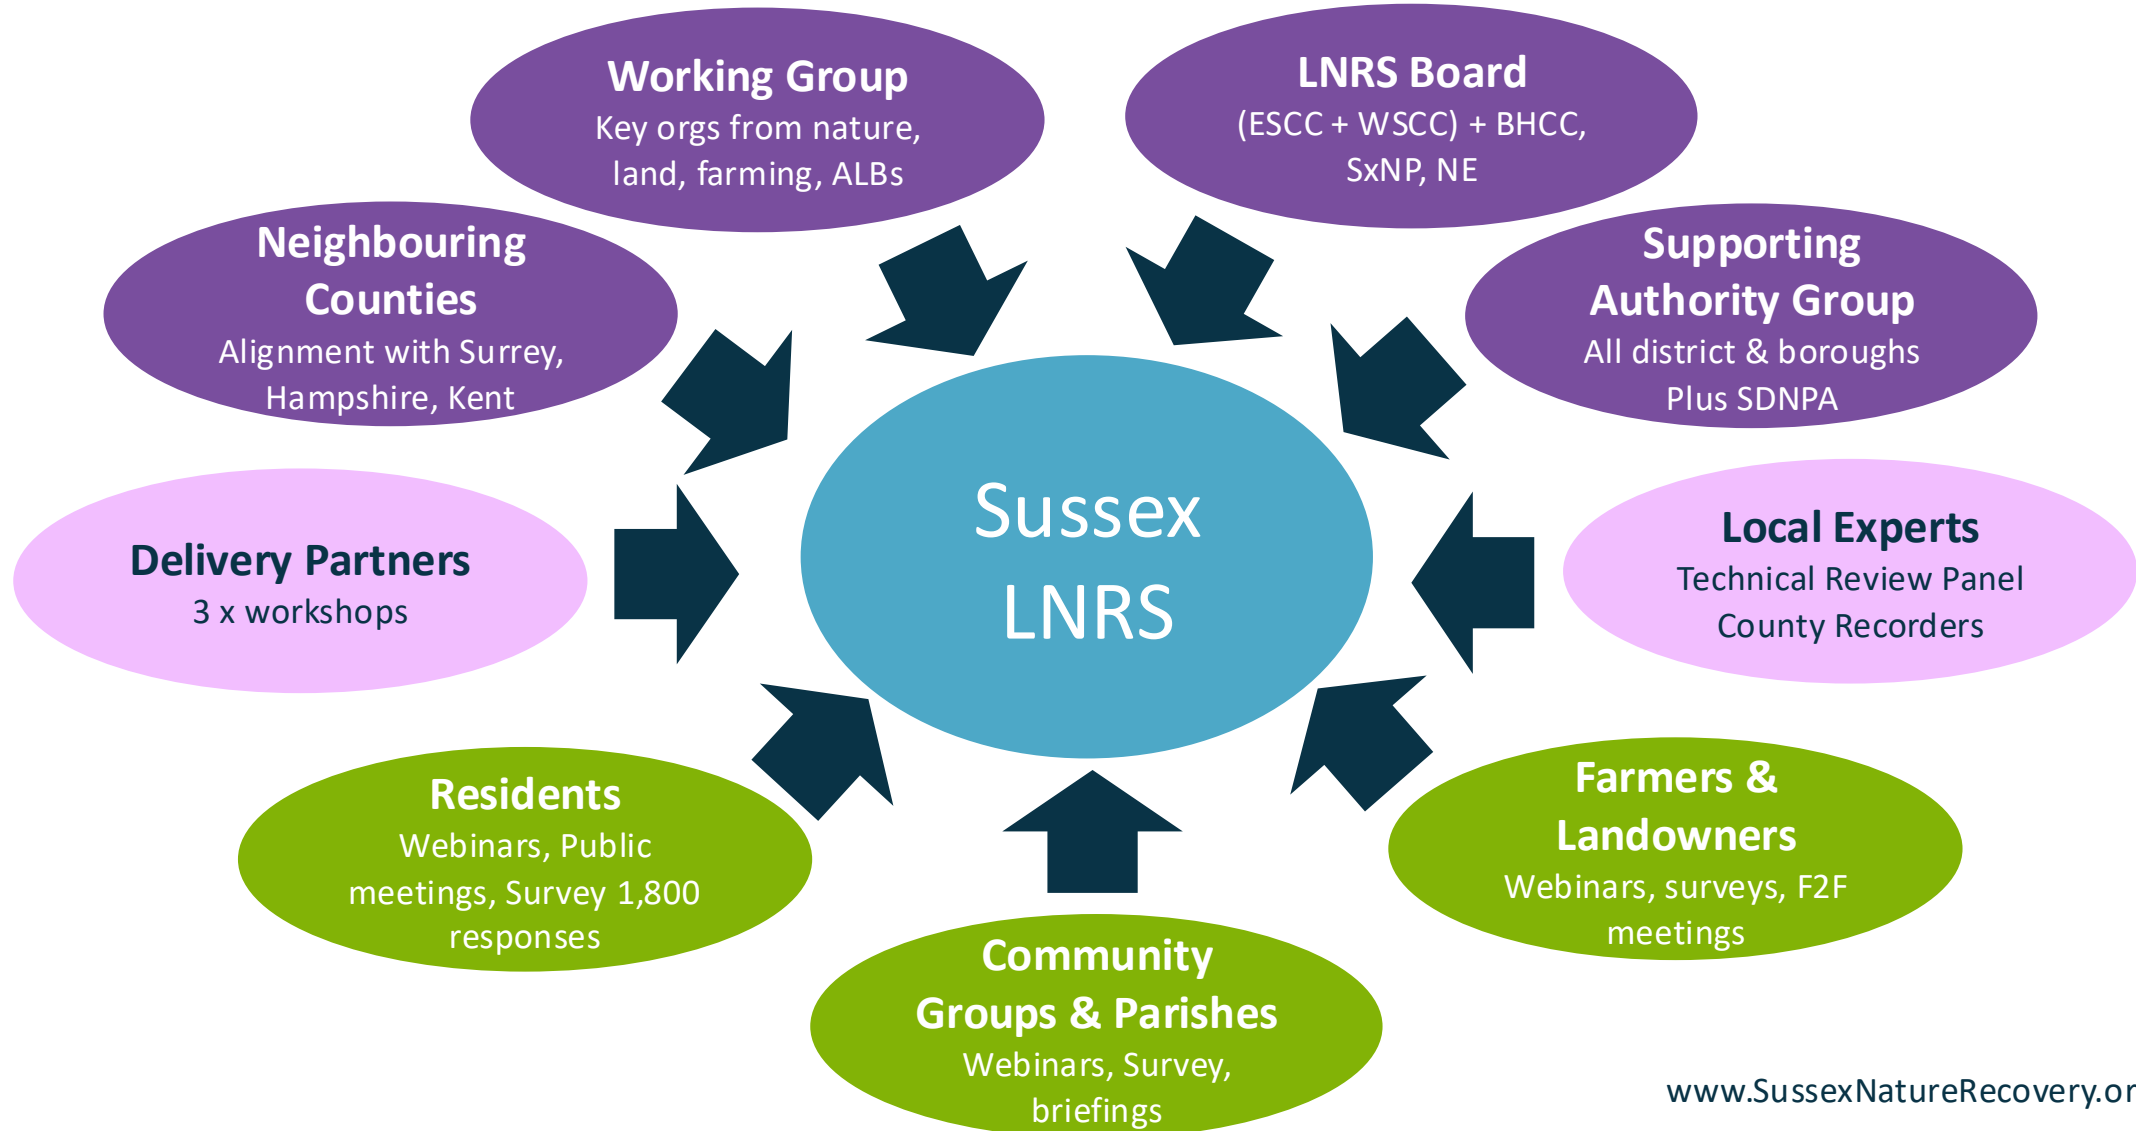 Working Group
Key orgs from nature,
land, farming, ALBs
LNRS Board
(ESCC + WSCC) + BHCC,
SxNP, NE
Neighbouring
Counties
Alignment with Surrey,
Hampshire, Kent
Supporting
Authority Group
All district & boroughs
Plus SDNPA
Delivery Partners
3 x workshops
Sussex
LNRS
Local Experts
Technical Review Panel
County Recorders
Residents
Webinars, Public
meetings, Survey 1,800
responses
Farmers &
Landowners
Webinars, surveys, F2F
meetings
Community
Groups & Parishes
Webinars, Survey,
briefings
www.SussexNatureRecovery.or